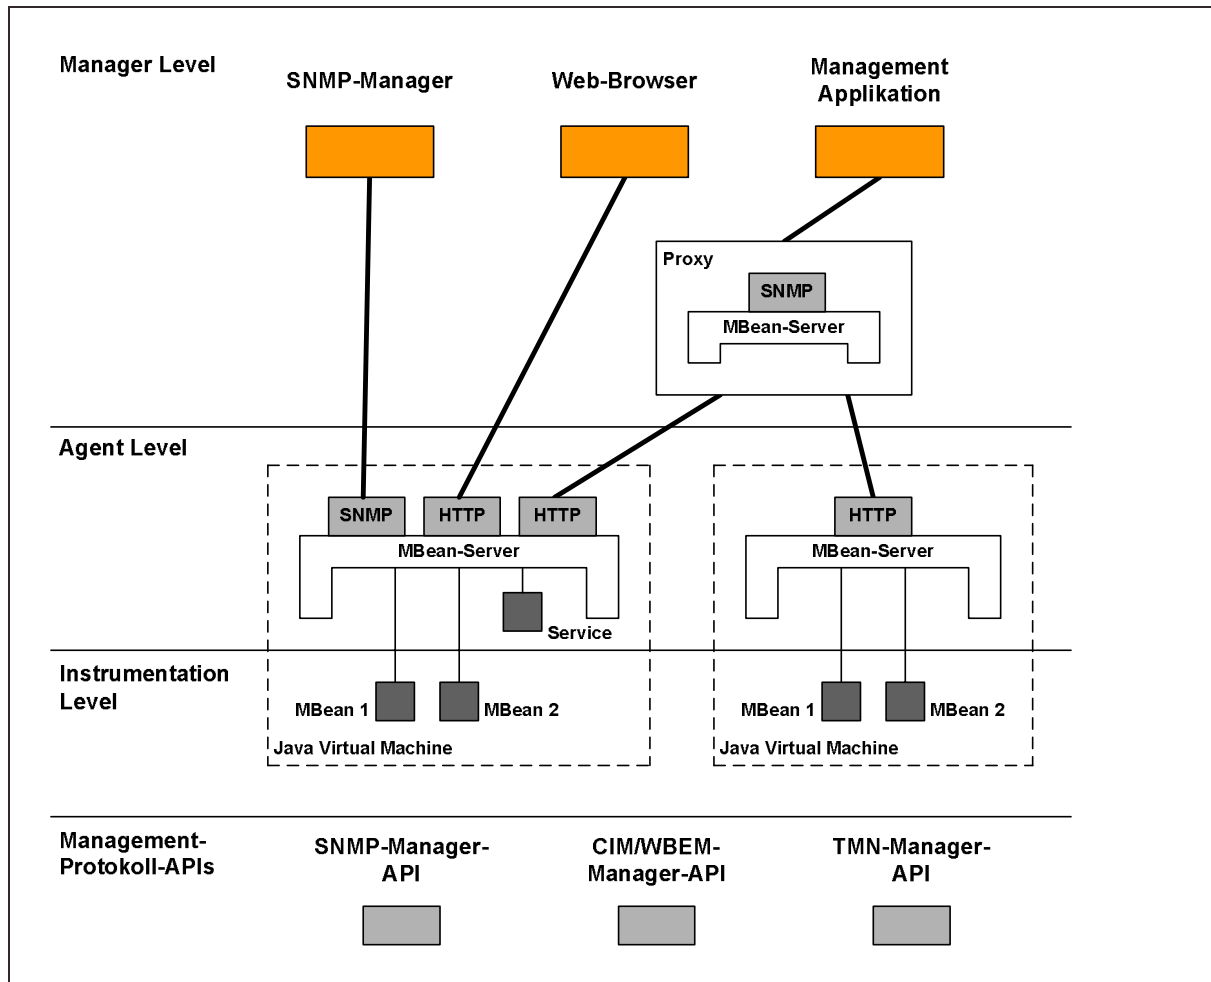 Manager Level
SNMP-Manager
Web-Browser
Management
Applikation
Proxy
SNMP
MBean-Server
Agent Level
SNMP
HTTP
HTTP
MBean-Server
Service
HTTP
MBean-Server
Instrumentation
Level
MBean 1
MBean 2
Java Virtual Machine
MBean 1
MBean 2
Java Virtual Machine
Management-
Protokoll-APIs
SNMP-Manager-
API
CIM/WBEM-
Manager-API
TMN-Manager-
API